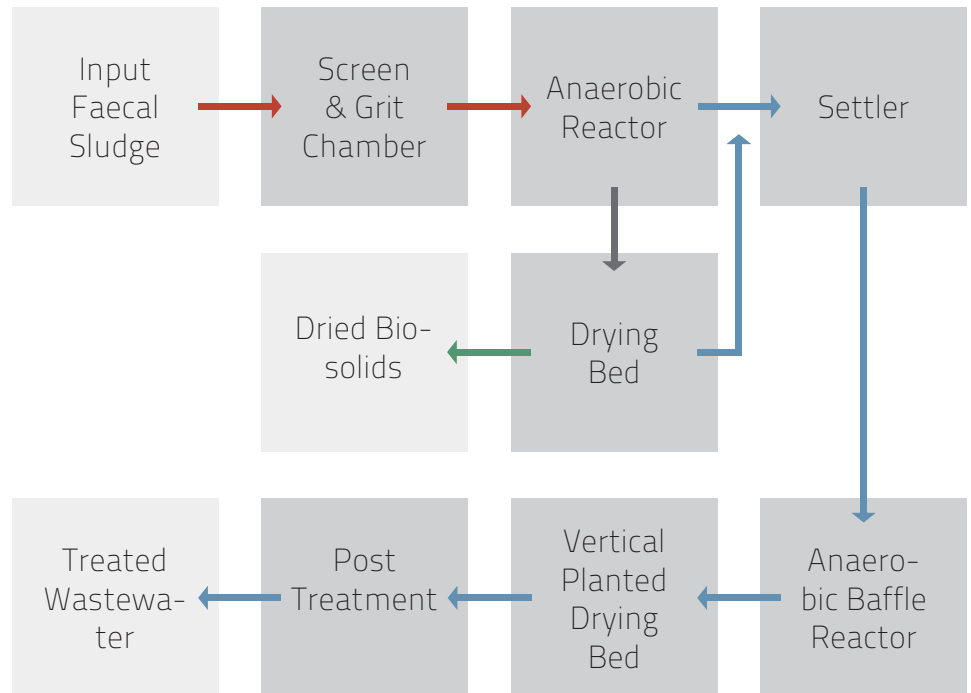 Input
Faecal
Sludge
Screen
& Grit
Chamber
Anaerobic
Reactor
Settler
Dried Bio-
solids
Drying
Bed
Treated
Wastewa-
ter
Post
Treatment
Vertical
Planted
Drying
Bed
Anaero-
bic Baffle
Reactor